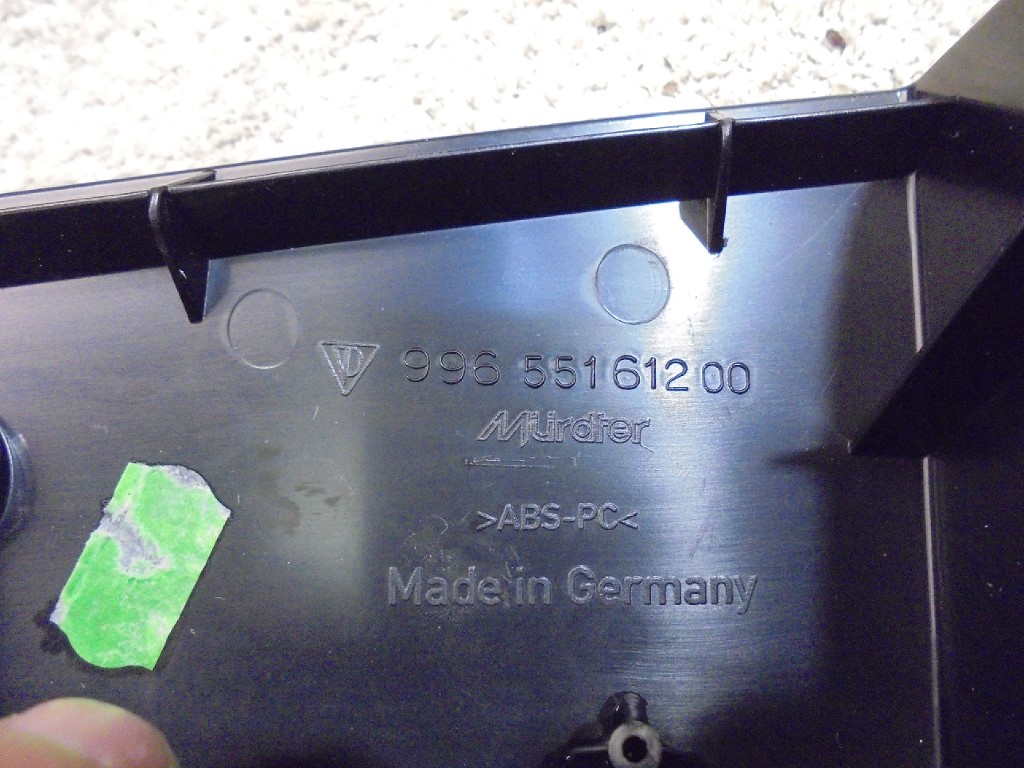 996 551 612 00
Mürdter
>ABS-PC<
Made in Germany